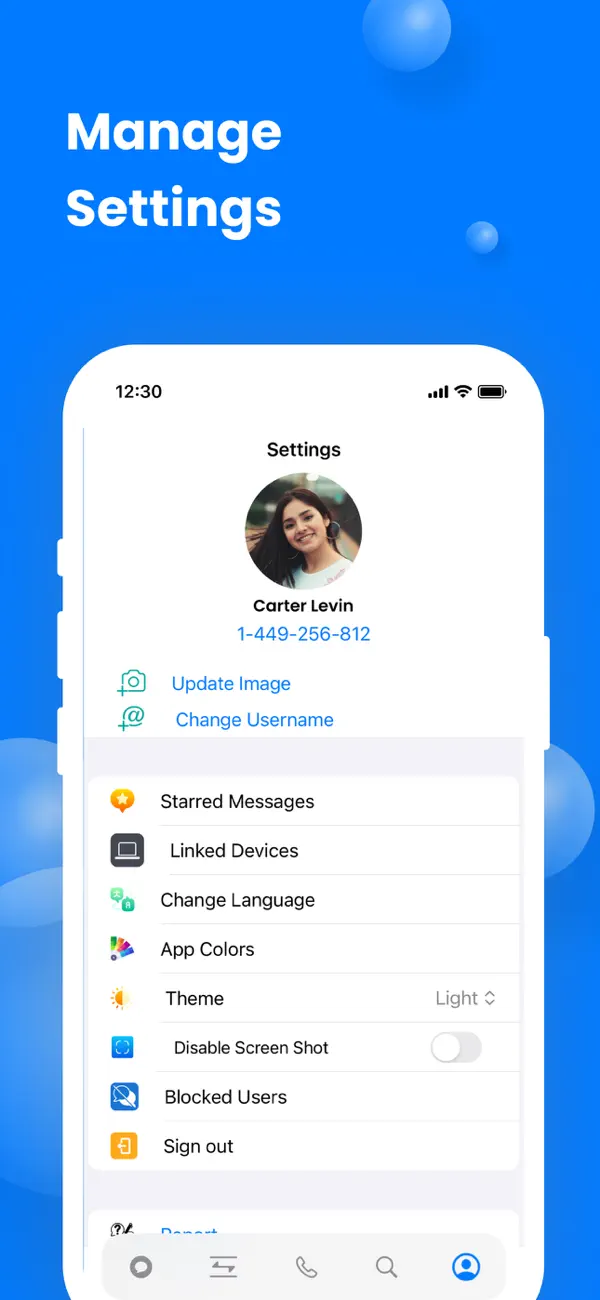 Manage
Settings
12:30
Settings
Carter Levin
1-449-256-812
Update Image
Change Username
Starred Messages
Linked Devices
Change Language
App Colors
Theme
Light
Disable Screen Shot
Blocked Users
Sign out
Report